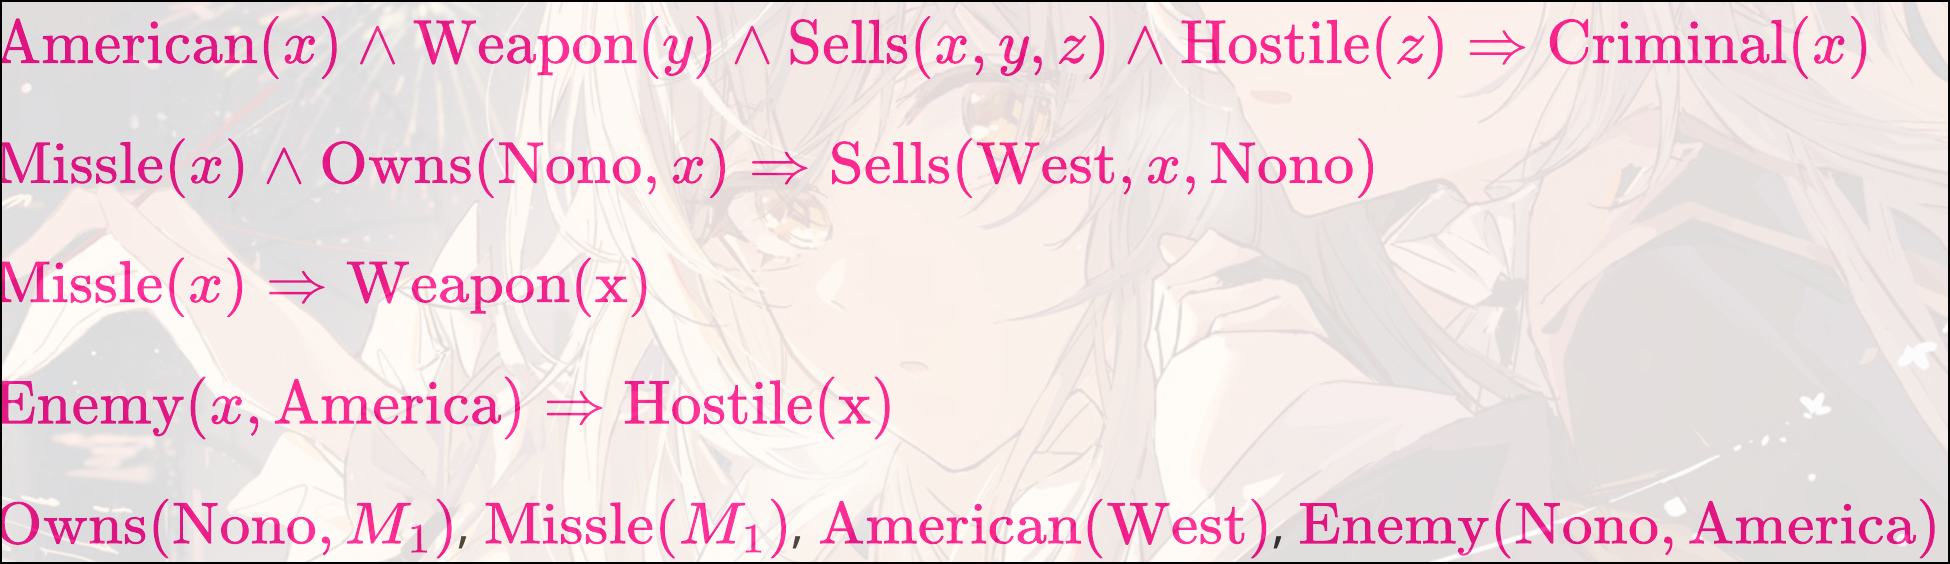 American(x) ∧ Weapon(y) ∧ Sells(x, y, z) ∧ Hostile(z) ⇒ Criminal(x)
Missle(x) ∧ Owns(Nono, x) ⇒ Sells(West, x, Nono)
Missle(x) ⇒ Weapon(x)
Enemy(x, America) ⇒ Hostile(x)
Owns(Nono, M₁), Missle(M₁), American(West), Enemy(Nono, America)